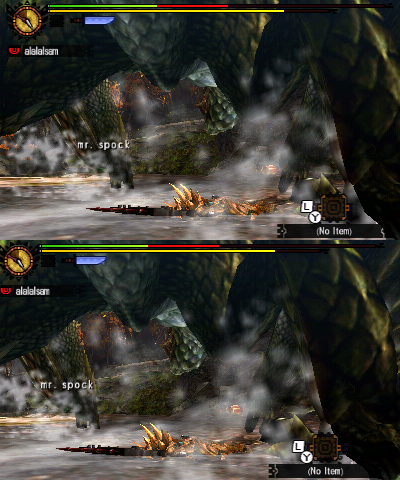 alalalsam
mr. spock
L
Y
(No Item)
alalalsam
mr. spock
L
Y
(No Item)